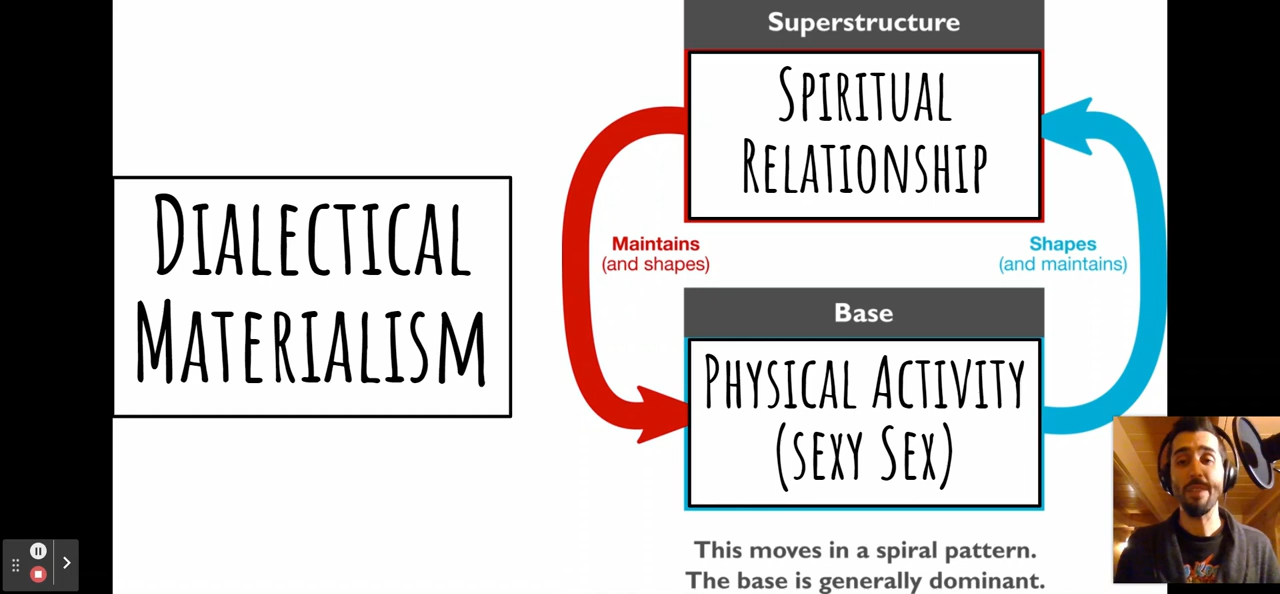 Superstructure
SPIRITUAL
RELATIONSHIP
DIALECTICAL
MATERIALISM
Maintains
(and shapes)
Shapes
(and maintains)
Base
PHYSICAL ACTIVITY
(SEXY SEX)
This moves in a spiral pattern.
The base is generally dominant.